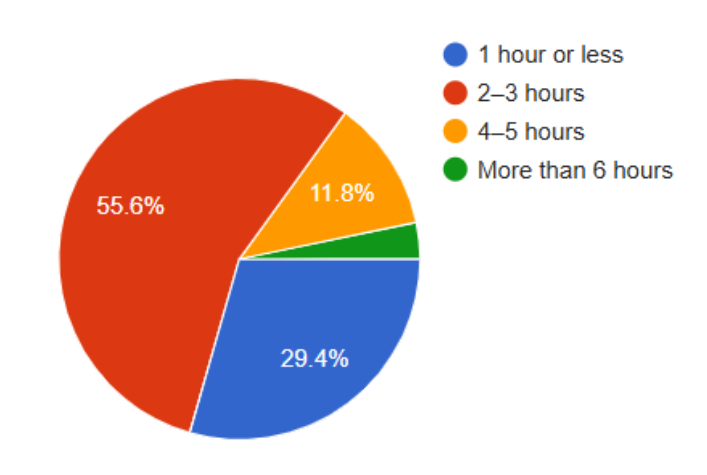 1 hour or less
2–3 hours
4–5 hours
More than 6 hours
55.6%
11.8%
29.4%